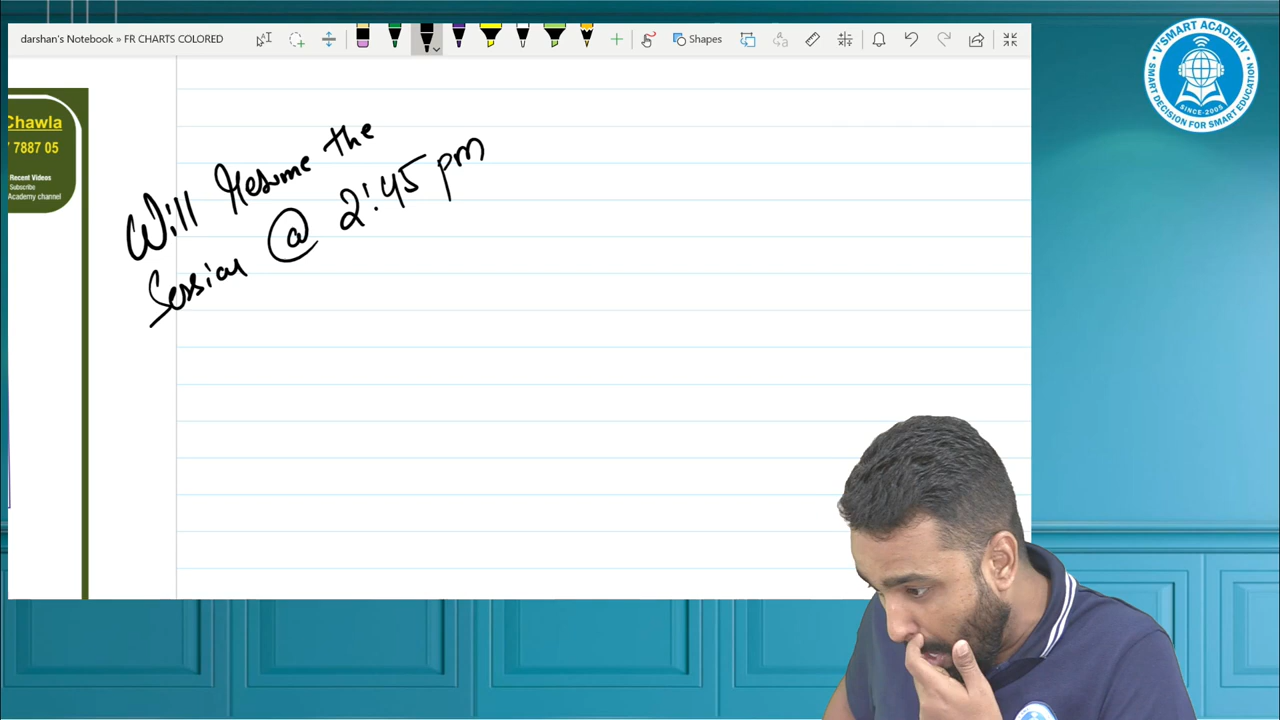 darshan's Notebook » FR CHARTS COLORED
Shapes
Chawla
7887 05
Recent Videos
Subscribe
Academy channel
Will Resume the
Session @ 2:45 pm
V'SMART ACADEMY
SMART DECISION FOR SMART EDUCATION
SINCE-2005